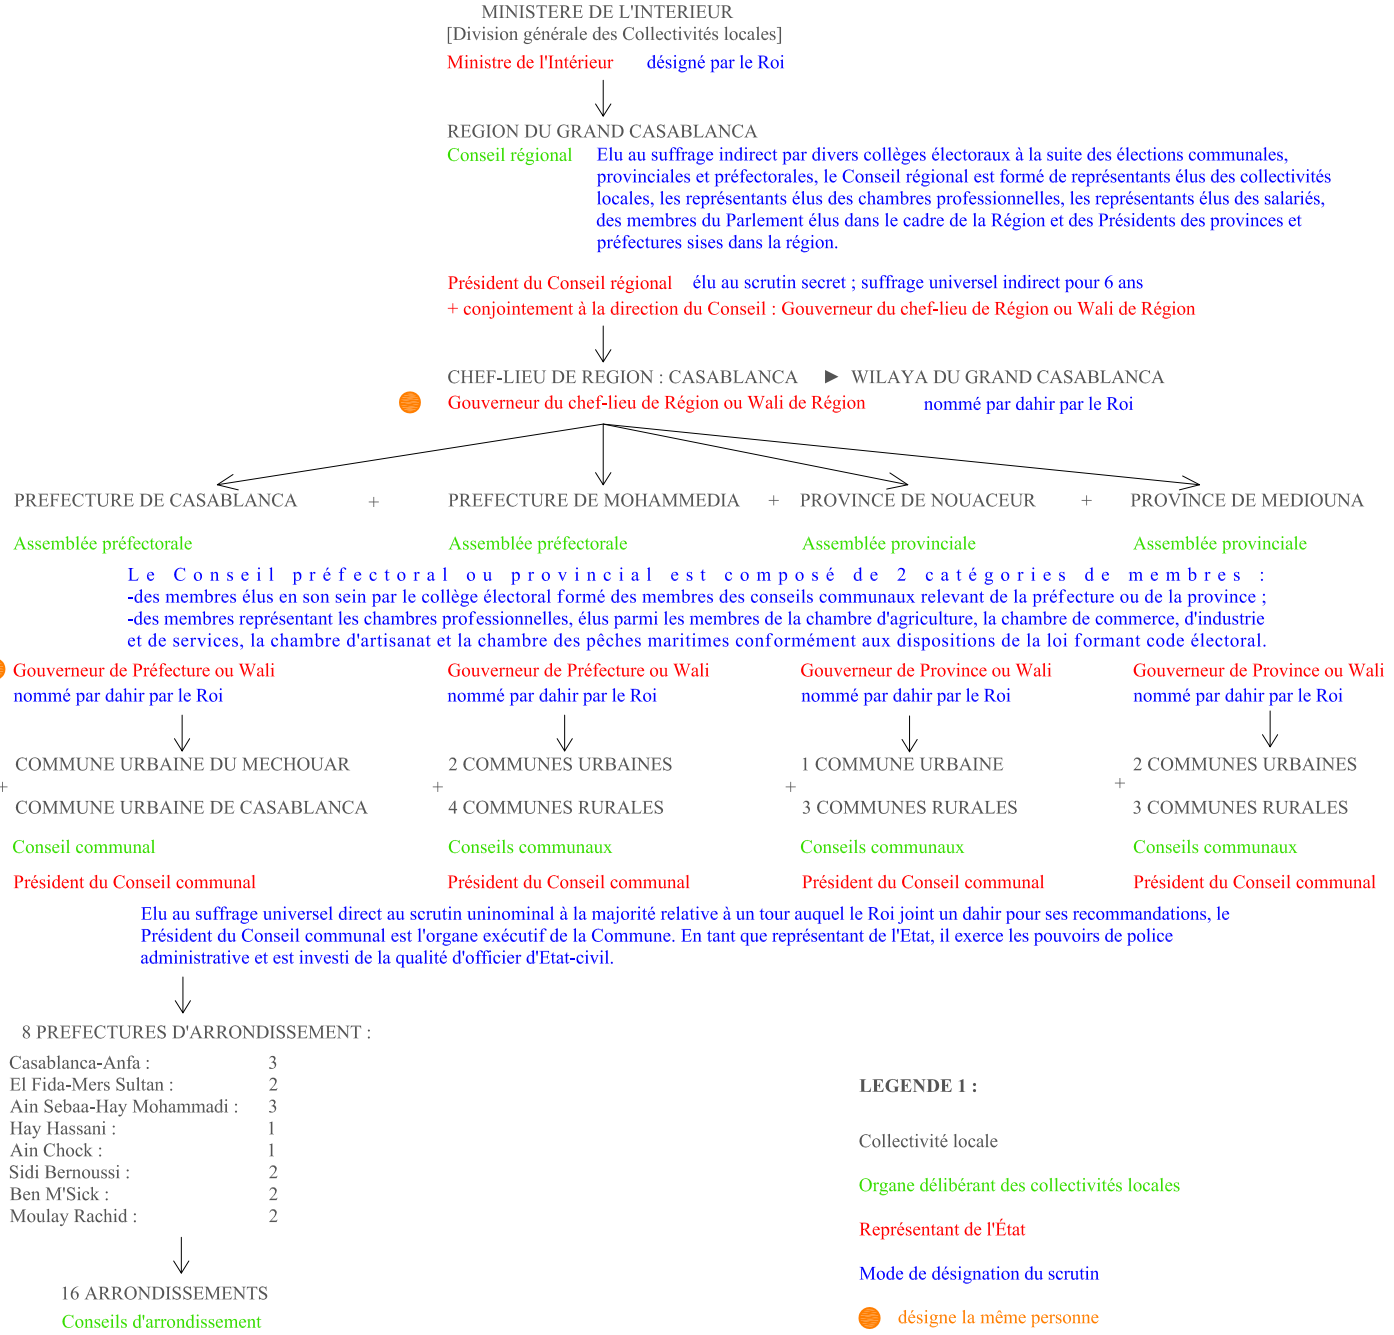 MINISTERE DE L'INTERIEUR
[Division générale des Collectivités locales]
Ministre de l'Intérieur désigné par le Roi
REGION DU GRAND CASABLANCA
Conseil régional Elu au suffrage indirect par divers collèges électoraux à la suite des élections communales,
provinciales et préfectorales, le Conseil régional est formé de représentants élus des collectivités
locales, les représentants élus des chambres professionnelles, les représentants élus des salariés,
des membres du Parlement élus dans le cadre de la Région et des Présidents des provinces et
préfectures sises dans la région.
Président du Conseil régional élu au scrutin secret ; suffrage universel indirect pour 6 ans
+ conjointement à la direction du Conseil : Gouverneur du chef-lieu de Région ou Wali de Région
CHEF-LIEU DE REGION : CASABLANCA ► WILAYA DU GRAND CASABLANCA
Gouverneur du chef-lieu de Région ou Wali de Région nommé par dahir par le Roi
PREFECTURE DE CASABLANCA + PREFECTURE DE MOHAMMEDIA + PROVINCE DE NOUACEUR + PROVINCE DE MEDIOUNA
Assemblée préfectorale Assemblée préfectorale Assemblée provinciale Assemblée provinciale
Le Conseil préfectoral ou provincial est composé de 2 catégories de membres :
-des membres élus en son sein par le collège électoral formé des membres des conseils communaux relevant de la préfecture ou de la province ;
-des membres représentant les chambres professionnelles, élus parmi les membres de la chambre d'agriculture, la chambre de commerce, d'industrie
et de services, la chambre d'artisanat et la chambre des pêches maritimes conformément aux dispositions de la loi formant code électoral.
Gouverneur de Préfecture ou Wali Gouverneur de Préfecture ou Wali Gouverneur de Province ou Wali Gouverneur de Province ou Wali
nommé par dahir par le Roi nommé par dahir par le Roi nommé par dahir par le Roi nommé par dahir par le Roi
COMMUNE URBAINE DU MECHOUAR 2 COMMUNES URBAINES 1 COMMUNE URBAINE 2 COMMUNES URBAINES
+ + + +
COMMUNE URBAINE DE CASABLANCA 4 COMMUNES RURALES 3 COMMUNES RURALES 3 COMMUNES RURALES
Conseil communal Conseils communaux Conseils communaux Conseils communaux
Président du Conseil communal Président du Conseil communal Président du Conseil communal Président du Conseil communal
Elu au suffrage universel direct au scrutin uninominal à la majorité relative à un tour auquel le Roi joint un dahir pour ses recommandations, le
Président du Conseil communal est l'organe exécutif de la Commune. En tant que représentant de l'Etat, il exerce les pouvoirs de police
administrative et est investi de la qualité d'officier d'Etat-civil.
8 PREFECTURES D'ARRONDISSEMENT :
Casablanca-Anfa : 3
El Fida-Mers Sultan : 2
Ain Sebaa-Hay Mohammadi : 3
Hay Hassani : 1
Ain Chock : 1
Sidi Bernoussi : 2
Ben M'Sick : 2
Moulay Rachid : 2
16 ARRONDISSEMENTS
Conseils d'arrondissement
LEGENDE 1 :
Collectivité locale
Organe délibérant des collectivités locales
Représentant de l'État
Mode de désignation du scrutin
désigne la même personne